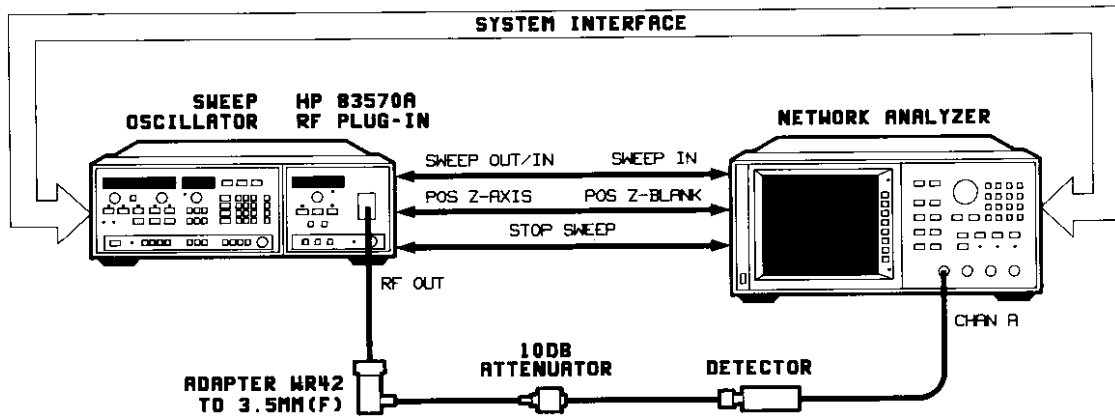 SYSTEM INTERFACE
SWEEP OSCILLATOR
HP 83570A RF PLUG-IN
NETWORK ANALYZER
SWEEP OUT/IN
SWEEP IN
POS Z-AXIS
POS Z-BLANK
STOP SWEEP
RF OUT
CHAN A
ADAPTER WR42
TO 3.5MM(F)
10DB
ATTENUATOR
DETECTOR